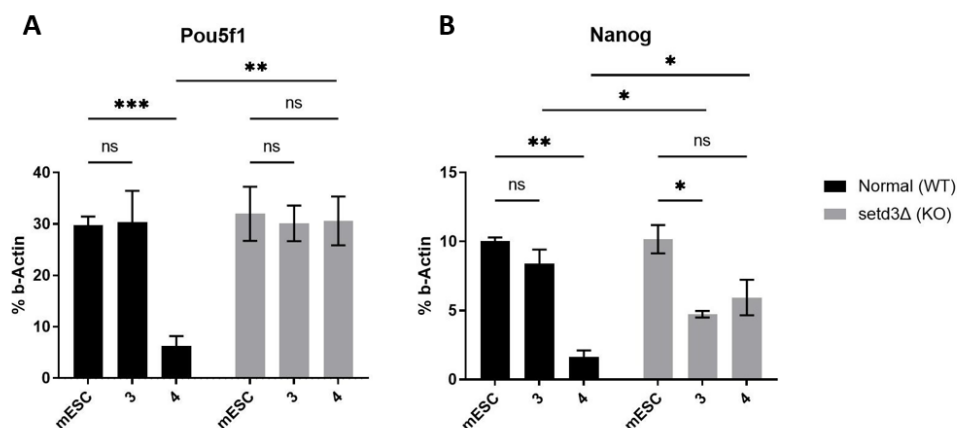 A
Pou5f1
**
***
ns
ns
ns
% b-Actin
40
30
20
10
0
mESC
3
4
mESC
3
4
B
Nanog
*
*
**
ns
ns
*
% b-Actin
15
10
5
0
mESC
3
4
mESC
3
4
Normal (WT)
setd3Δ (KO)